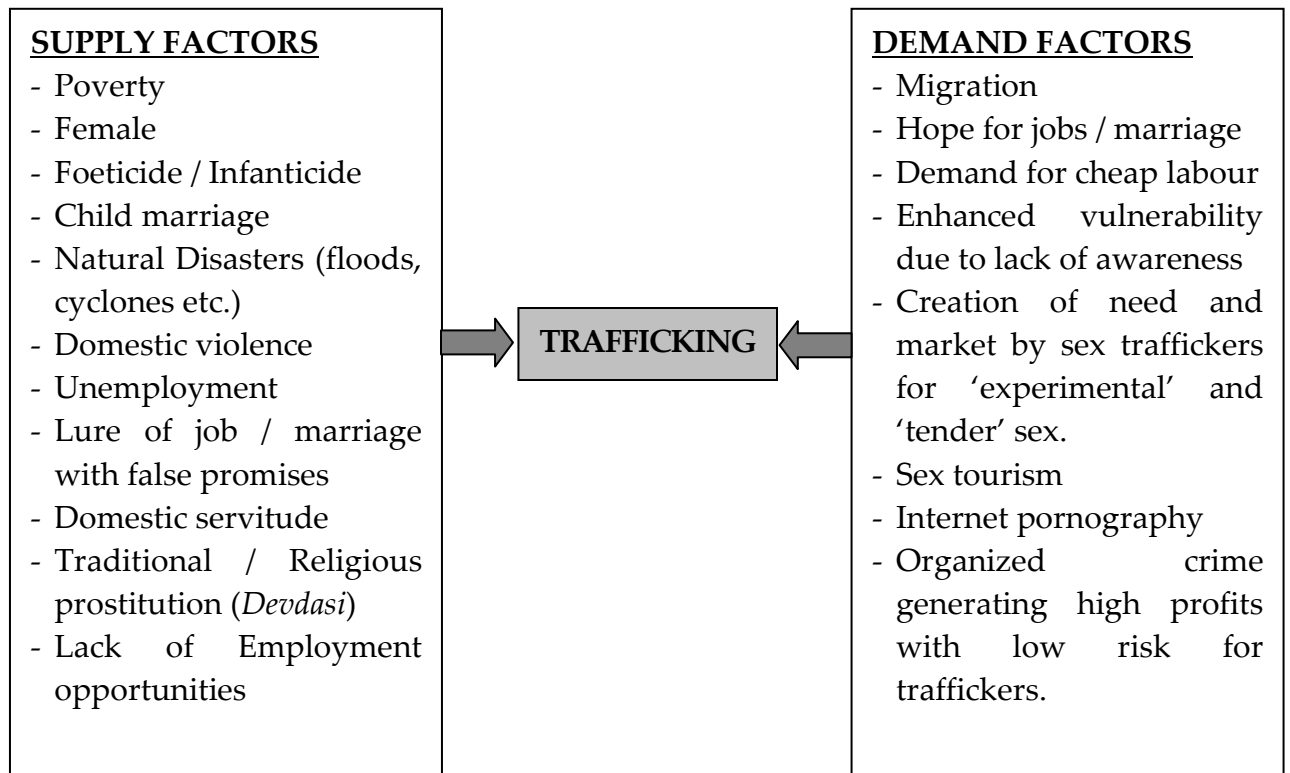 SUPPLY FACTORS
- Poverty
- Female
- Foeticide / Infanticide
- Child marriage
- Natural Disasters (floods,
cyclones etc.)
- Domestic violence
- Unemployment
- Lure of job / marriage
with false promises
- Domestic servitude
- Traditional / Religious
prostitution (Devdasi)
- Lack of Employment
opportunities
TRAFFICKING
DEMAND FACTORS
- Migration
- Hope for jobs / marriage
- Demand for cheap labour
- Enhanced vulnerability
due to lack of awareness
- Creation of need and
market by sex traffickers
for ‘experimental’ and
‘tender’ sex.
- Sex tourism
- Internet pornography
- Organized crime
generating high profits
with low risk for
traffickers.